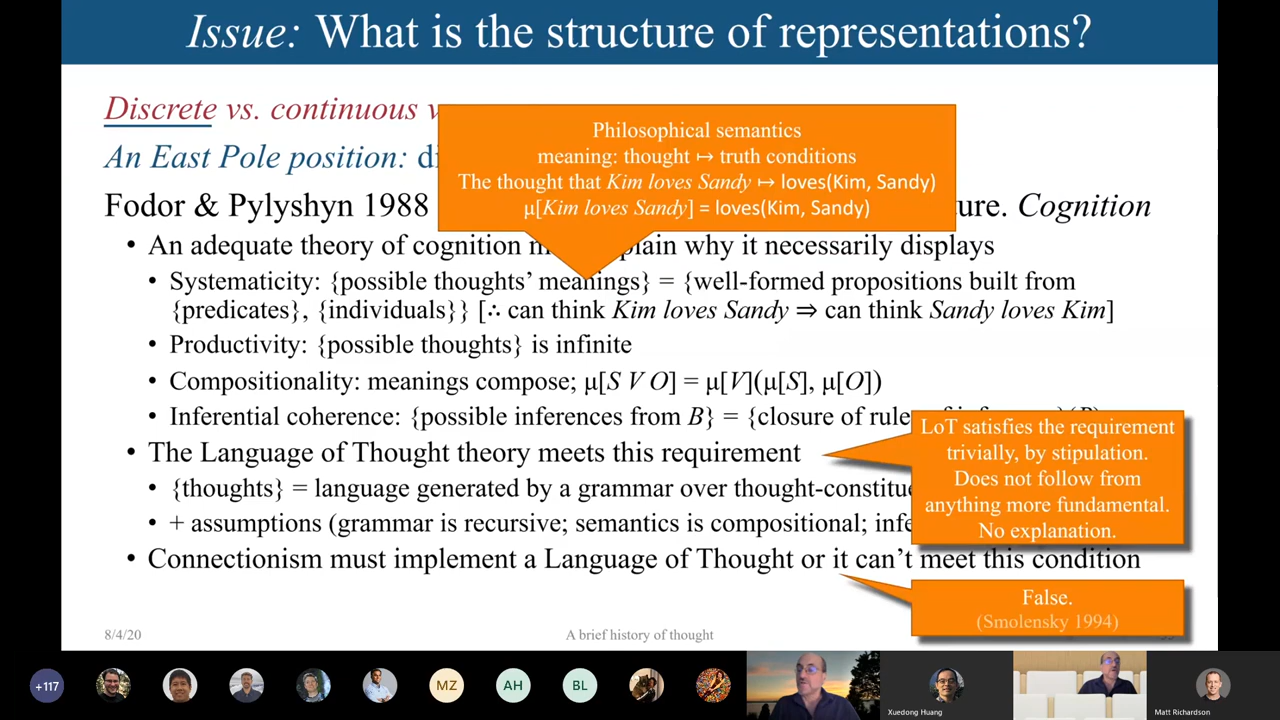 Issue: What is the structure of representations?
Discrete vs. continuous
Philosophical semantics
meaning: thought ↦ truth conditions
The thought that Kim loves Sandy ↦ loves(Kim, Sandy)
μ[Kim loves Sandy] = loves(Kim, Sandy)
An East Pole position:
Fodor & Pylyshyn 1988
Cognition
• An adequate theory of cognition
why it necessarily displays
• Systematicity: {possible thoughts’ meanings} = {well-formed propositions built from
{predicates}, {individuals}} [∴ can think Kim loves Sandy ⇒ can think Sandy loves Kim]
• Productivity: {possible thoughts} is infinite
• Compositionality: meanings compose; μ[S V O] = μ[V](μ[S], μ[O])
• Inferential coherence: {possible inferences from B} = {closure of
• The Language of Thought theory meets this requirement
LoT satisfies the requirement
trivially, by stipulation.
Does not follow from
anything more fundamental.
No explanation.
• {thoughts} = language generated by a grammar over
• + assumptions (grammar is recursive; semantics is compositional;
• Connectionism must implement a Language of Thought or it can’t meet this condition
False.
(Smolensky 1994)
8/4/20
A brief history of thought
+117
MZ
AH
BL
Xuedong Huang
Matt Richardson